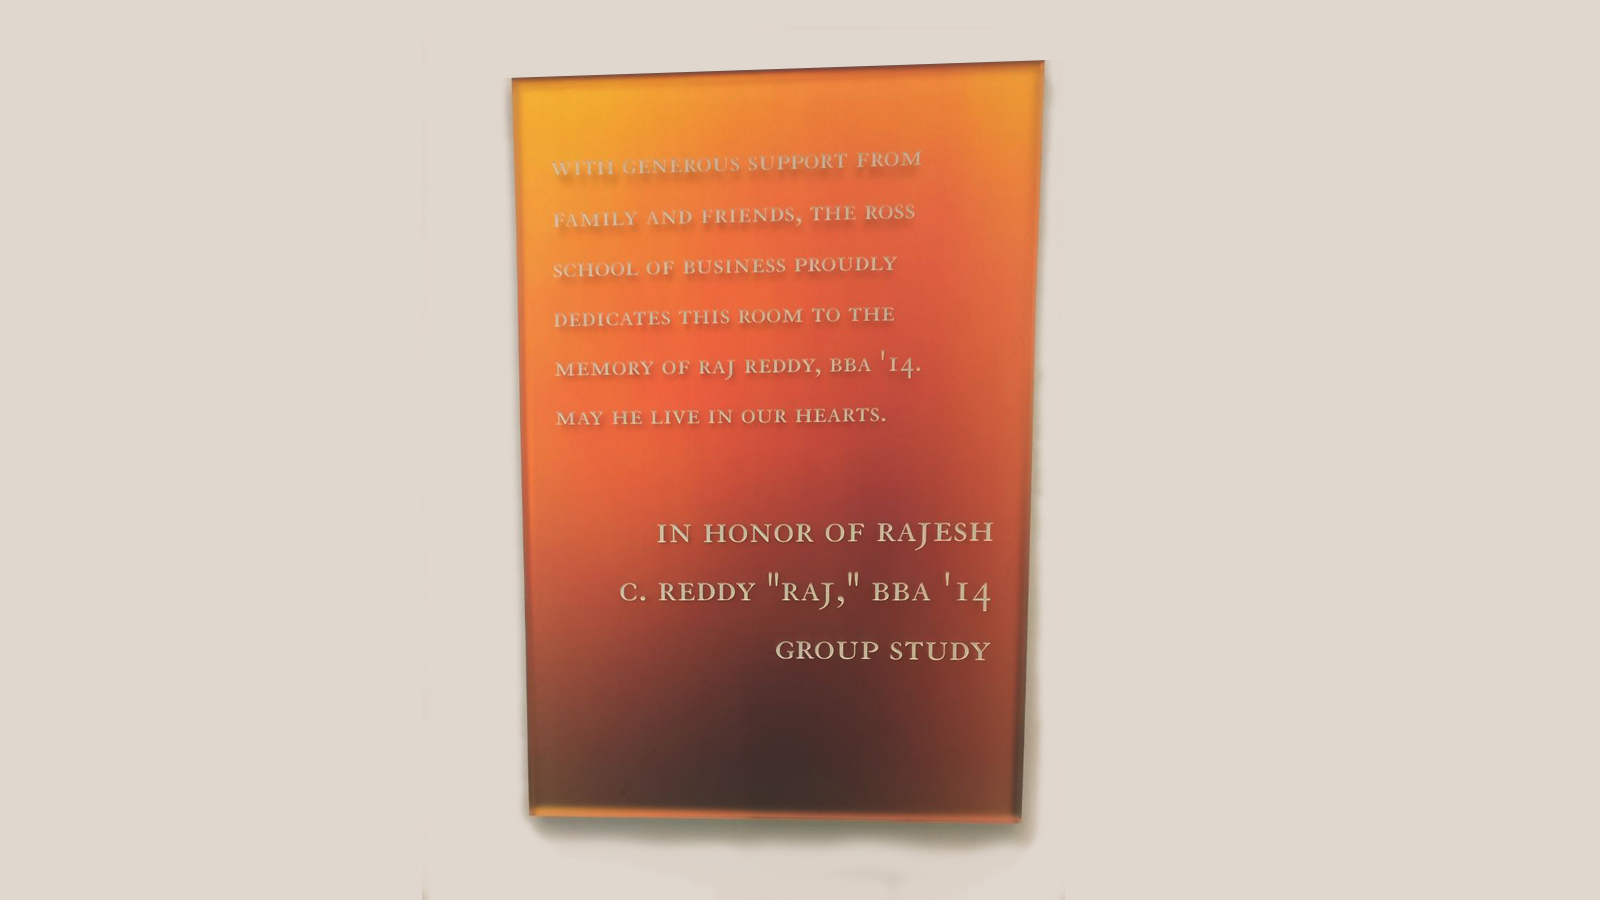 WITH GENEROUS SUPPORT FROM
FAMILY AND FRIENDS, THE ROSS
SCHOOL OF BUSINESS PROUDLY
DEDICATES THIS ROOM TO THE
MEMORY OF RAJ REDDY, BBA '14.
MAY HE LIVE IN OUR HEARTS.
IN HONOR OF RAJESH
C. REDDY "RAJ," BBA '14
GROUP STUDY